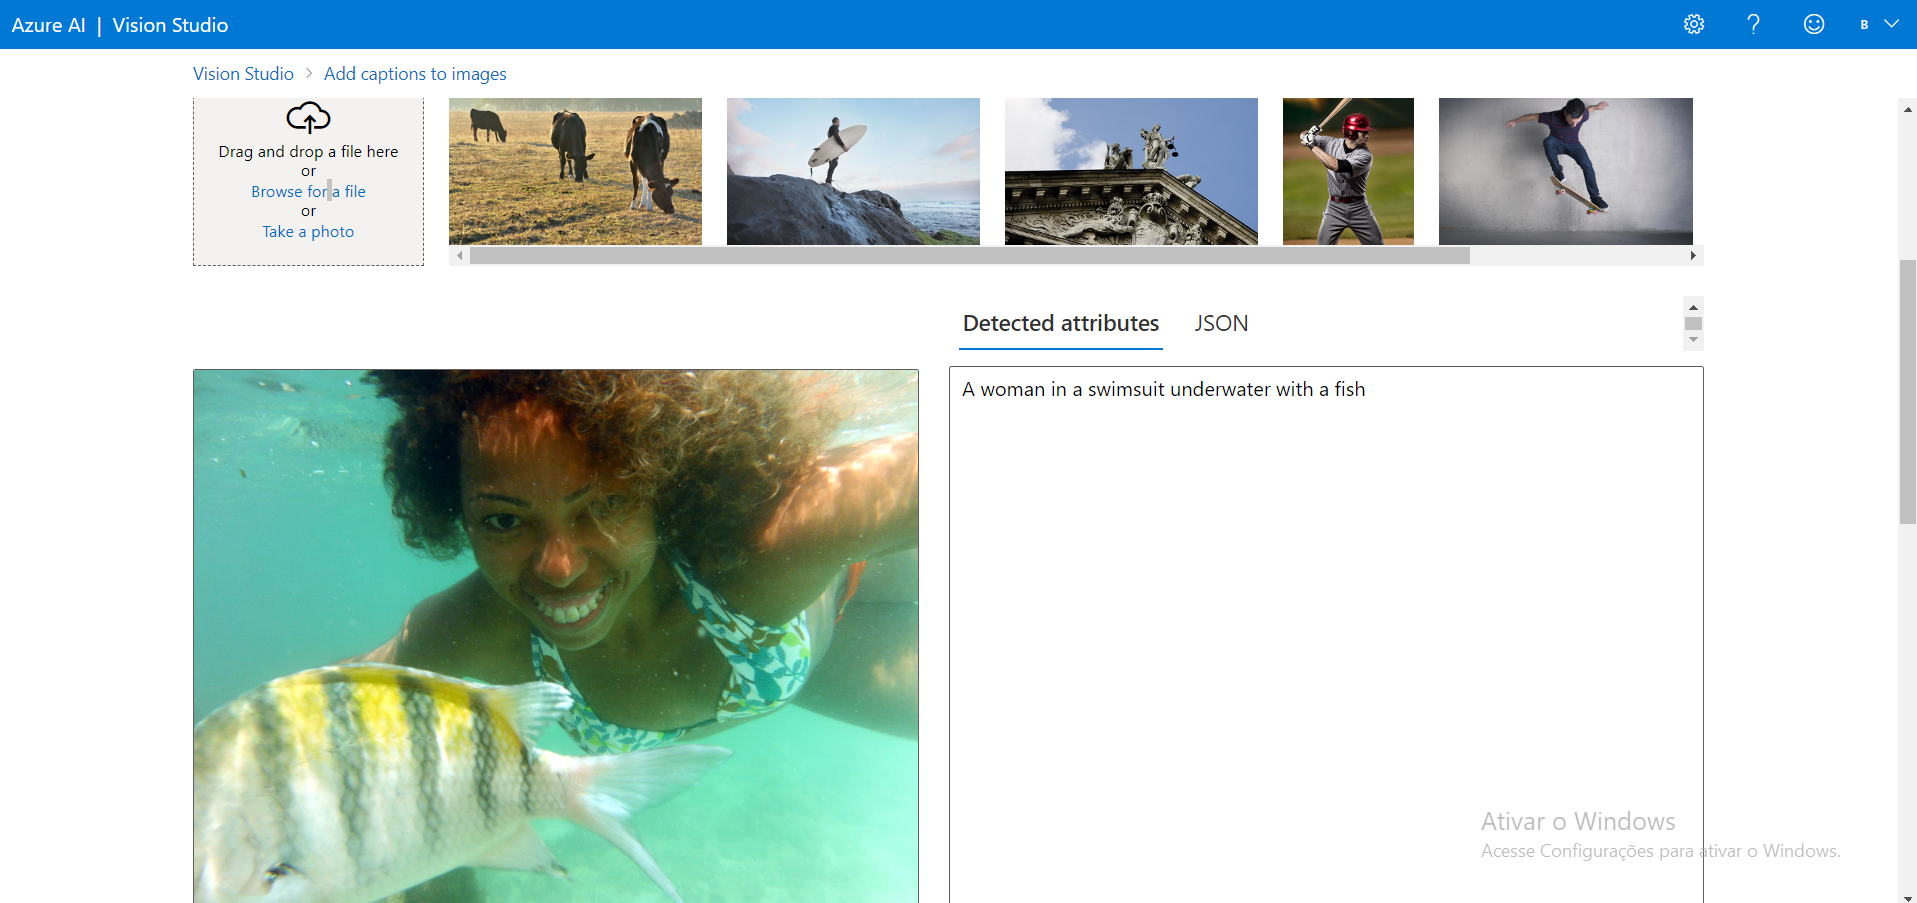 Azure AI | Vision Studio
B
Vision Studio > Add captions to images
Drag and drop a file here
or
Browse for a file
or
Take a photo
Detected attributes
JSON
A woman in a swimsuit underwater with a fish
Ativar o Windows
Acesse Configurações para ativar o Windows.